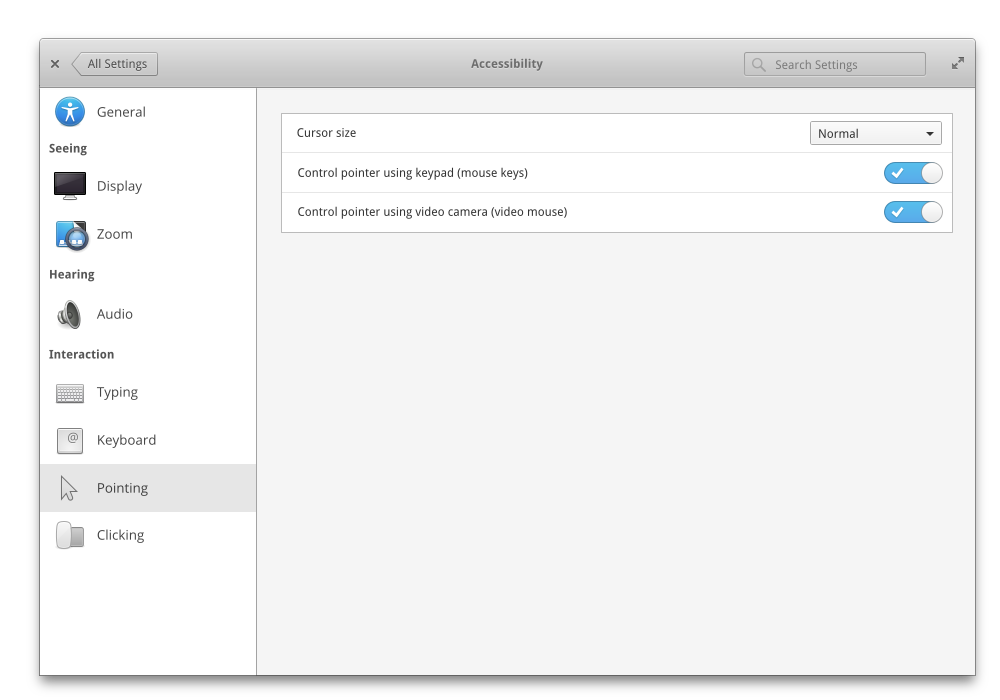 All Settings
Accessibility
Search Settings
General
Seeing
Display
Zoom
Hearing
Audio
Interaction
Typing
@
Keyboard
Pointing
Clicking
Cursor size
Normal
Control pointer using keypad (mouse keys)
Control pointer using video camera (video mouse)